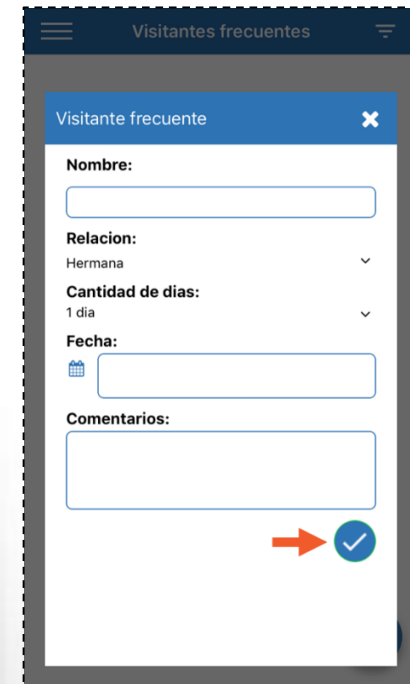 Visitantes frecuentes
Visitante frecuente
Nombre:
Relacion:
Hermana
Cantidad de dias:
1 dia
Fecha:
Comentarios: